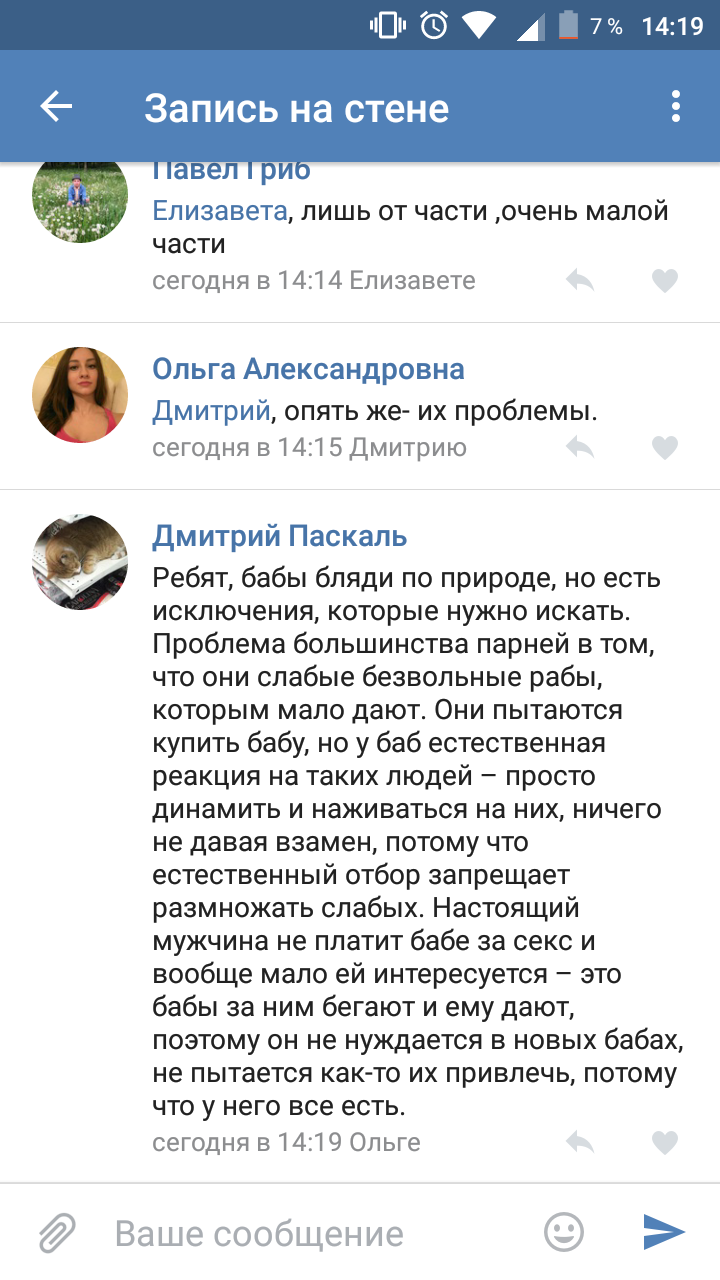 7 % 14:19
Запись на стене
Павел Гриб
Елизавета, лишь от части ,очень малой
части
сегодня в 14:14 Елизавете
Ольга Александровна
Дмитрий, опять же- их проблемы.
сегодня в 14:15 Дмитрию
Дмитрий Паскаль
Ребят, бабы бляди по природе, но есть
исключения, которые нужно искать.
Проблема большинства парней в том,
что они слабые безвольные рабы,
которым мало дают. Они пытаются
купить бабу, но у баб естественная
реакция на таких людей – просто
динамить и наживаться на них, ничего
не давая взамен, потому что
естественный отбор запрещает
размножать слабых. Настоящий
мужчина не платит бабе за секс и
вообще мало ей интересуется – это
бабы за ним бегают и ему дают,
поэтому он не нуждается в новых бабах,
не пытается как-то их привлечь, потому
что у него все есть.
сегодня в 14:19 Ольге
Ваше сообщение